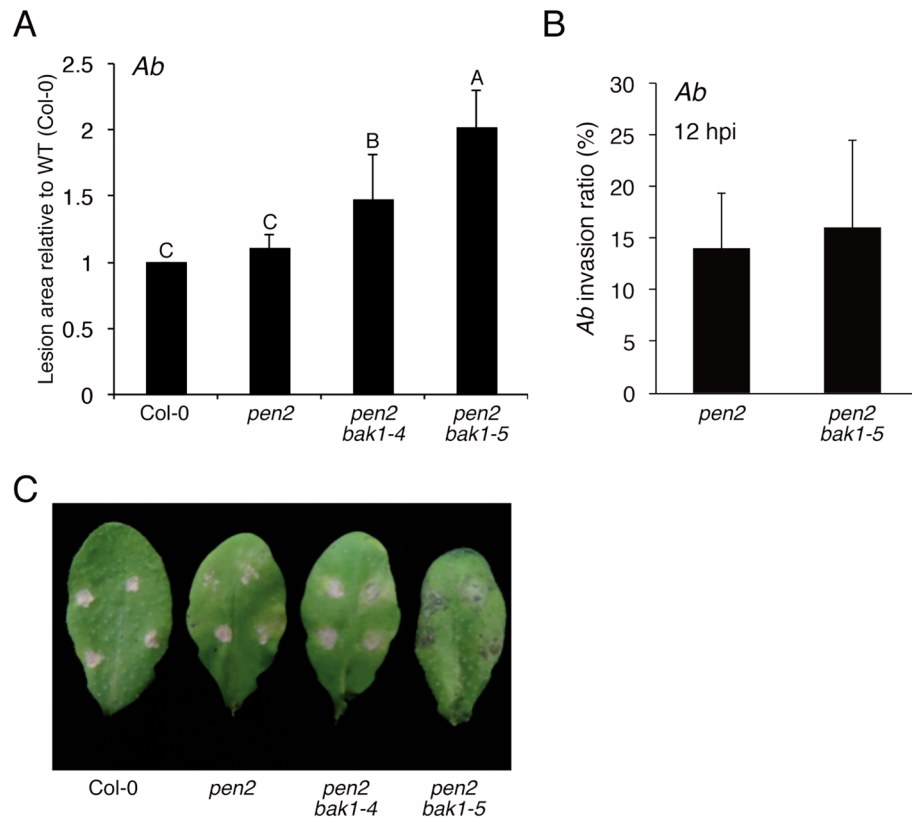 A
Lesion area relative to WT (Col-0)
2.5
2
1.5
1
0.5
0
Ab
C
C
B
A
Col-0
pen2
pen2
bak1-4
pen2
bak1-5
B
Ab invasion ratio (%)
30
25
20
15
10
5
0
Ab
12 hpi
pen2
pen2
bak1-5
C
Col-0
pen2
pen2
bak1-4
pen2
bak1-5